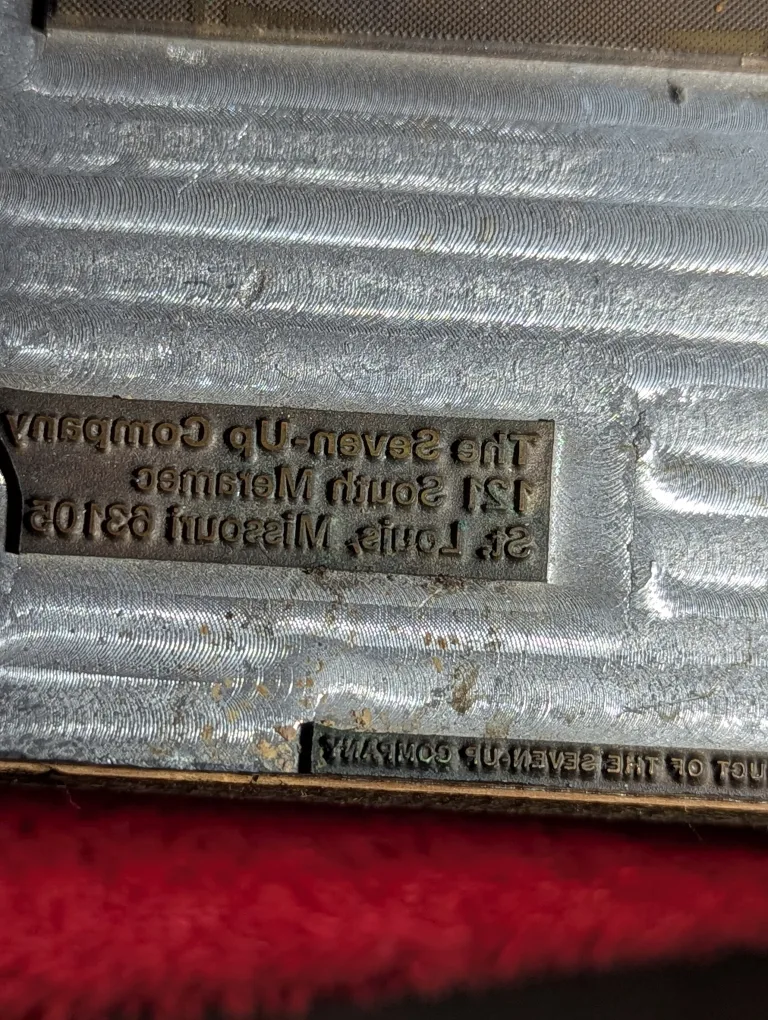 The Seven-Up Company
121 South Meramec
St. Louis, Missouri 63105
OF THE SEVEN-UP COMPANY